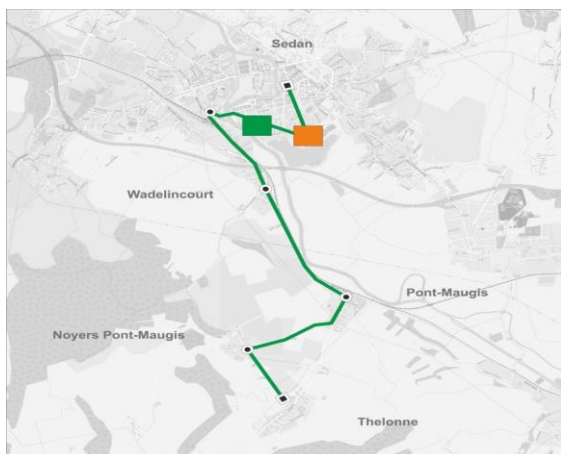 Sedan
Wadelincourt
Pont-Maugis
Noyers Pont-Maugis
Thelonne